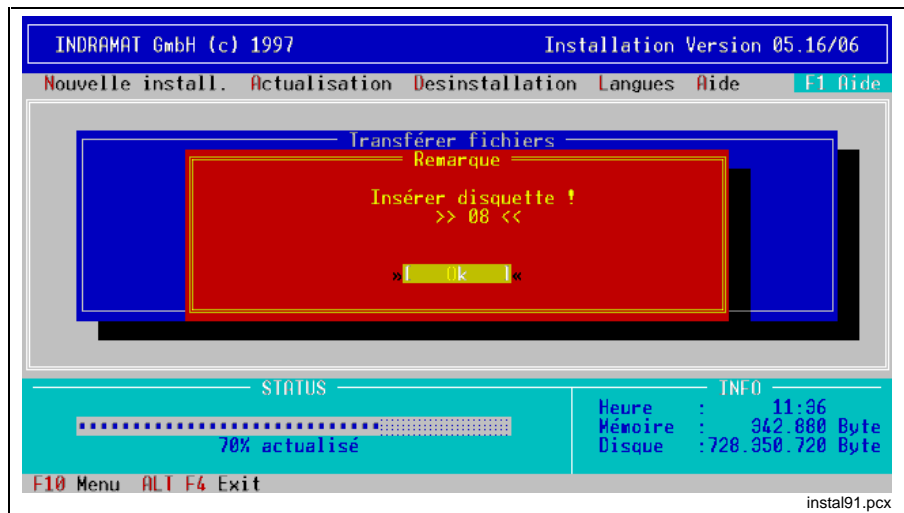 INDRAMAT GmbH (c) 1997 Installation Version 05.16/06
Nouvelle install. Actualisation Desinstallation Langues Aide F1 Aide
Transférer fichiers
Remarque
Insérer disquette !
>> 08 <<
» Ok «
STATUS
INFO
Heure : 11:36
Mémoire : 342.880 Byte
70% actualisé
Disque :728.350.720 Byte
F10 Menu ALT F4 Exit
instal91.pcx